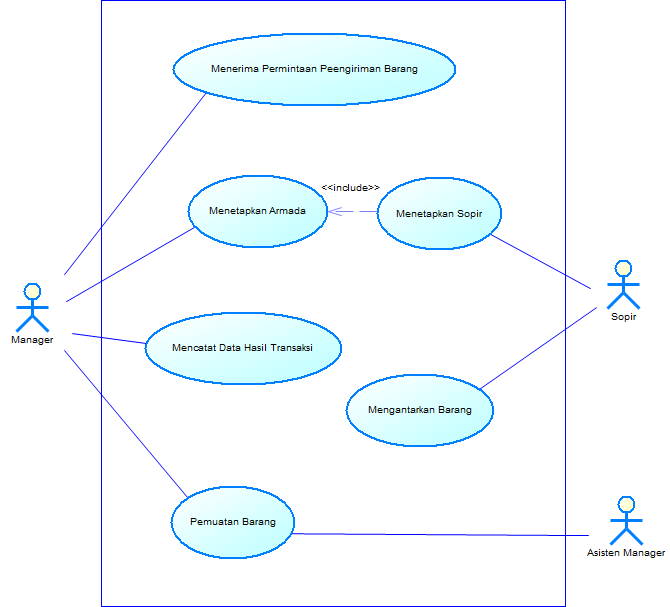 Menerima Permintaan Peengiriman Barang
<<include>>
Menetapkan Armada
Menetapkan Sopir
Sopir
Manager
Mencatat Data Hasil Transaksi
Mengantarkan Barang
Pemuatan Barang
Asisten Manager